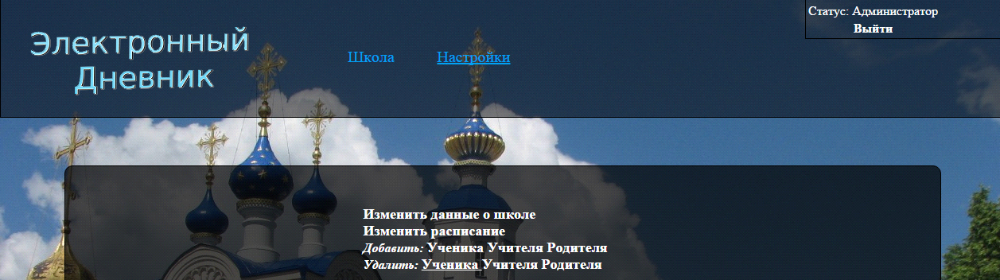 Статус: Администратор
Выйти
Электронный
Дневник
Школа Настройки
Изменить данные о школе
Изменить расписание
Добавить: Ученика Учителя Родителя
Удалить: Ученика Учителя Родителя